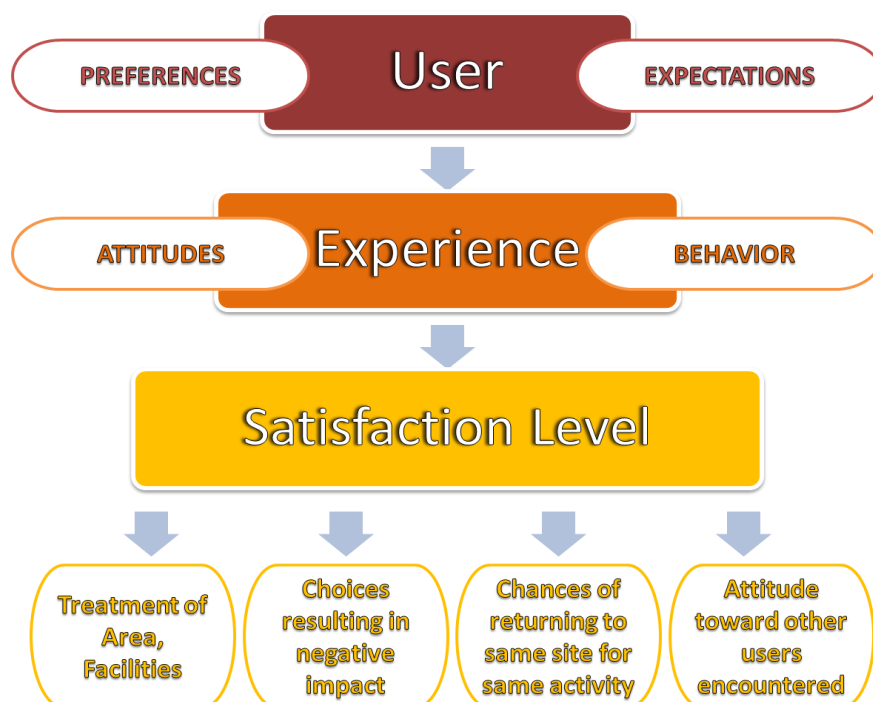 PREFERENCES
User
EXPECTATIONS
ATTITUDES
Experience
BEHAVIOR
Satisfaction Level
Treatment of
Area,
Facilities
Choices
resulting in
negative
impact
Chances of
returning to
same site for
same activity
Attitude
toward other
users
encountered